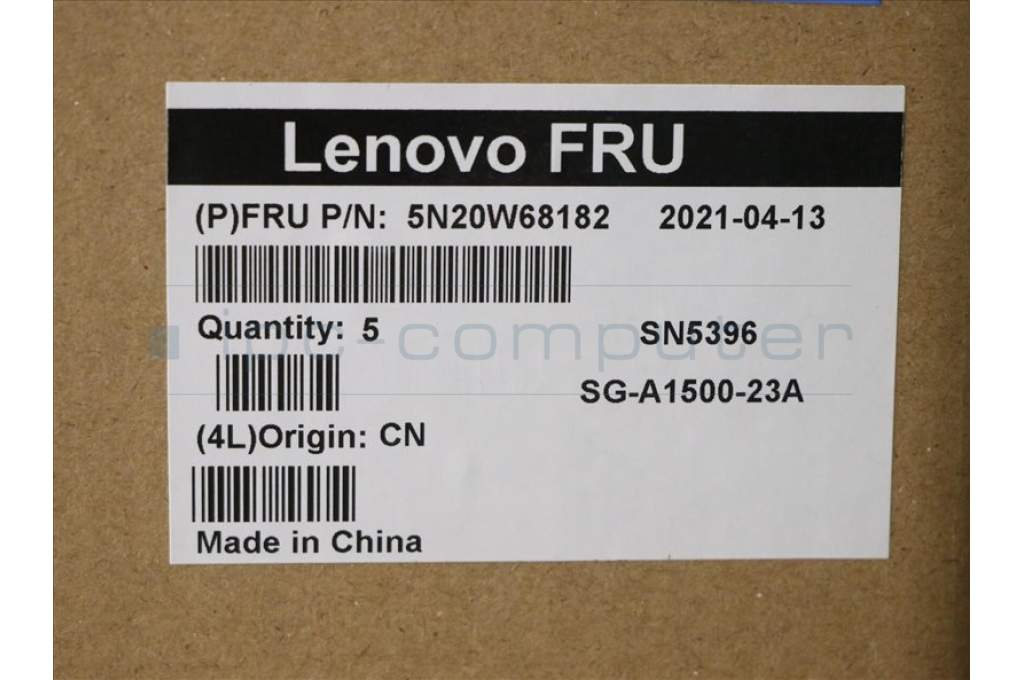 Lenovo FRU
(P)FRU P/N: 5N20W68182 2021-04-13
Quantity: 5 SN5396
ipc-computer
SG-A1500-23A
(4L)Origin: CN
Made in China